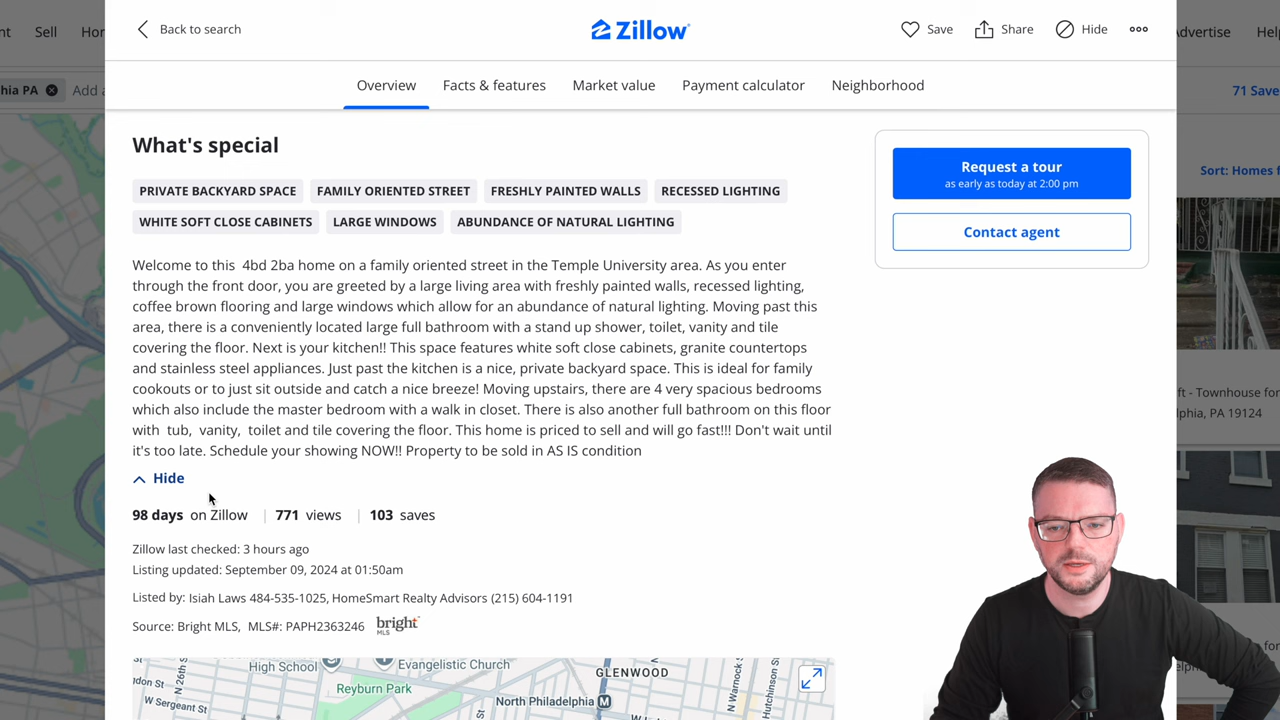 Back to search
Zillow
Save
Share
Hide
nt
Sell
Hor
Advertise
Help
Overview
Facts & features
Market value
Payment calculator
Neighborhood
hia PA
Add a
71 Save
What's special
Request a tour
as early as today at 2:00 pm
Contact agent
Sort: Homes f
PRIVATE BACKYARD SPACE
FAMILY ORIENTED STREET
FRESHLY PAINTED WALLS
RECESSED LIGHTING
WHITE SOFT CLOSE CABINETS
LARGE WINDOWS
ABUNDANCE OF NATURAL LIGHTING
Welcome to this  4bd 2ba home on a family oriented street in the Temple University area. As you enter
through the front door, you are greeted by a large living area with freshly painted walls, recessed lighting,
coffee brown flooring and large windows which allow for an abundance of natural lighting. Moving past this
area, there is a conveniently located large full bathroom with a stand up shower, toilet, vanity and tile
covering the floor. Next is your kitchen!! This space features white soft close cabinets, granite countertops
and stainless steel appliances. Just past the kitchen is a nice, private backyard space. This is ideal for family
cookouts or to just sit outside and catch a nice breeze! Moving upstairs, there are 4 very spacious bedrooms
which also include the master bedroom with a walk in closet. There is also another full bathroom on this floor
with  tub,  vanity,  toilet and tile covering the floor. This home is priced to sell and will go fast!!! Don't wait until
it's too late. Schedule your showing NOW!! Property to be sold in AS IS condition
ft - Townhouse for
lphia, PA 19124
Hide
98 days on Zillow | 771 views | 103 saves
Zillow last checked: 3 hours ago
Listing updated: September 09, 2024 at 01:50am
Listed by: Isiah Laws 484-535-1025, HomeSmart Realty Advisors (215) 604-1191
Source: Bright MLS,  MLS#: PAPH2363246
bright
MLS
High School
Evangelistic Church
GLENWOOD
Reyburn Park
North Philadelphia
M
N 26th S
W Sergeant St
N Warnock S
Hutchinson St